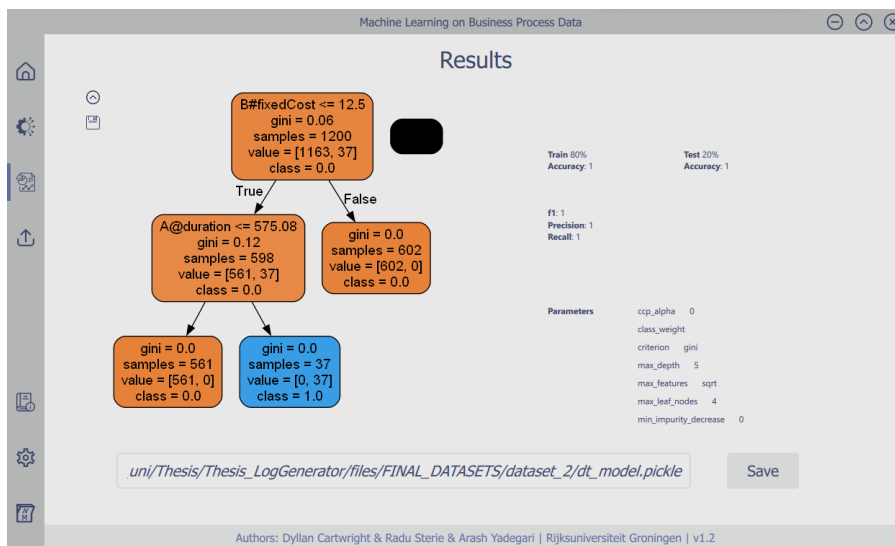 Machine Learning on Business Process Data
Results
B#fixedCost <= 12.5
gini = 0.06
samples = 1200
value = [1163, 37]
class = 0.0
True
False
A@duration <= 575.08
gini = 0.12
samples = 598
value = [561, 37]
class = 0.0
gini = 0.0
samples = 602
value = [602, 0]
class = 0.0
gini = 0.0
samples = 561
value = [561, 0]
class = 0.0
gini = 0.0
samples = 37
value = [0, 37]
class = 1.0
Train 80%
Accuracy: 1
Test 20%
Accuracy: 1
f1: 1
Precision: 1
Recall: 1
Parameters
ccp_alpha 0
class_weight
criterion gini
max_depth 5
max_features sqrt
max_leaf_nodes 4
min_impurity_decrease 0
uni/Thesis/Thesis_LogGenerator/files/FINAL_DATASETS/dataset_2/dt_model.pickle
Save
N
M
Authors: Dyllan Cartwright & Radu Sterie & Arash Yadegari | Rijksuniversiteit Groningen | v1.2